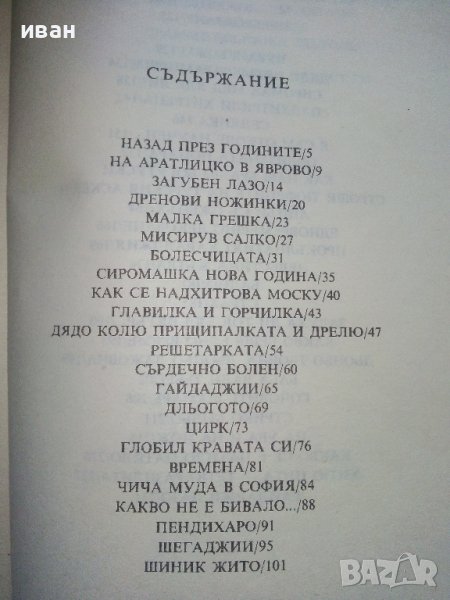 иван
СЪДЪРЖАНИЕ
НАЗАД ПРЕЗ ГОДИНИТЕ/5
НА АРАТЛИЦКО В ЯВРОВО/9
ЗАГУБЕН ЛАЗО/14
ДРЕНОВИ НОЖИНКИ/20
МАЛКА ГРЕШКА/23
МИСИРУВ САЛКО/27
БОЛЕСЧИЦАТА/31
СИРОМАШКА НОВА ГОДИНА/35
КАК СЕ НАДХИТРОВА МОСКУ/40
ГЛАВИЛКА И ГОРЧИЛКА/43
ДЯДО КОЛЮ ПРИЩИПАЛКАТА И ДРЕЛЮ/47
РЕШЕТАРКАТА/54
СЪРДЕЧНО БОЛЕН/60
ГАЙДАДЖИИ/65
ДЛЬОГОТО/69
ЦИРК/73
ГЛОБИЛ КРАВАТА СИ/76
ВРЕМЕНА/81
ЧИЧА МУДА В СОФИЯ/84
КАКВО НЕ Е БИВАЛО.../88
ПЕНДИХАРО/91
ШЕГАДЖИИ/95
ШИНИК ЖИТО/101
BAZAR